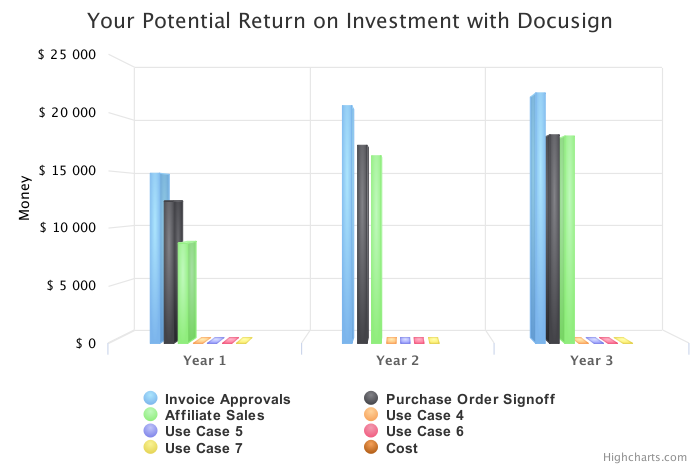 Your Potential Return on Investment with Docusign
Money
$ 25 000
$ 20 000
$ 15 000
$ 10 000
$ 5 000
$ 0
Year 1
Year 2
Year 3
Invoice Approvals
Purchase Order Signoff
Affiliate Sales
Use Case 4
Use Case 5
Use Case 6
Use Case 7
Cost
Highcharts.com